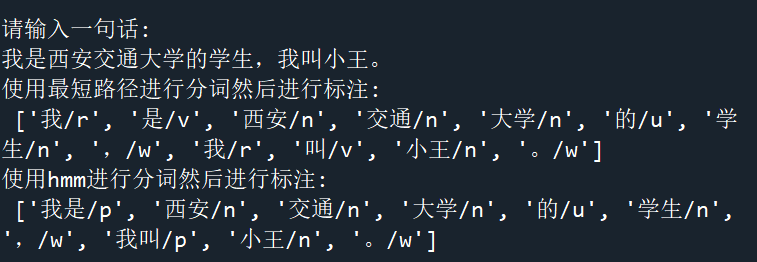 请输入一句话:
我是西安交通大学的学生，我叫小王。
使用最短路径进行分词然后进行标注:
['我/r', '是/v', '西安/n', '交通/n', '大学/n', '的/u', '学
生/n', '，/w', '我/r', '叫/v', '小王/n', '。/w']
使用hmm进行分词然后进行标注:
['我是/p', '西安/n', '交通/n', '大学/n', '的/u', '学生/n',
'，/w', '我叫/p', '小王/n', '。/w']